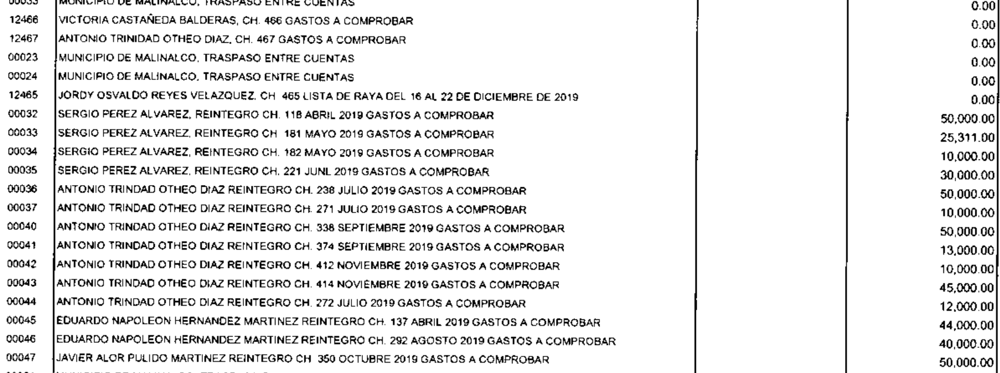 00033 MUNICIPIO DE MALINALCO, TRASPASO ENTRE CUENTAS 0.00
12466 VICTORIA CASTAÑEDA BALDERAS, CH. 466 GASTOS A COMPROBAR 0.00
12467 ANTONIO TRINIDAD OTHEO DIAZ, CH. 467 GASTOS A COMPROBAR 0.00
00023 MUNICIPIO DE MALINALCO, TRASPASO ENTRE CUENTAS 0.00
00024 MUNICIPIO DE MALINALCO, TRASPASO ENTRE CUENTAS 0.00
12465 JORDY OSVALDO REYES VELAZQUEZ, CH 465 LISTA DE RAYA DEL 16 AL 22 DE DICIEMBRE DE 2019 0.00
00032 SERGIO PEREZ ALVAREZ, REINTEGRO CH. 118 ABRIL 2019 GASTOS A COMPROBAR 50,000.00
00033 SERGIO PEREZ ALVAREZ, REINTEGRO CH 181 MAYO 2019 GASTOS A COMPROBAR 25,311.00
00034 SERGIO PEREZ ALVAREZ, REINTEGRO CH. 182 MAYO 2019 GASTOS A COMPROBAR 10,000.00
00035 SERGIO PEREZ ALVAREZ, REINTEGRO CH. 221 JUNL 2019 GASTOS A COMPROBAR 30,000.00
00036 ANTONIO TRINDAD OTHEO DIAZ REINTEGRO CH. 238 JULIO 2019 GASTOS A COMPROBAR 50,000.00
00037 ANTONIO TRINDAD OTHEO DIAZ REINTEGRO CH. 271 JULIO 2019 GASTOS A COMPROBAR 10,000.00
00040 ANTONIO TRINDAD OTHEO DIAZ REINTEGRO CH. 338 SEPTIEMBRE 2019 GASTOS A COMPROBAR 50,000.00
00041 ANTONIO TRINDAD OTHEO DIAZ REINTEGRO CH. 374 SEPTIEMBRE 2019 GASTOS A COMPROBAR 13,000.00
00042 ANTONIO TRINDAD OTHEO DIAZ REINTEGRO CH. 412 NOVIEMBRE 2019 GASTOS A COMPROBAR 10,000.00
00043 ANTONIO TRINDAD OTHEO DIAZ REINTEGRO CH. 414 NOVIEMBRE 2019 GASTOS A COMPROBAR 45,000.00
00044 ANTONIO TRINDAD OTHEO DIAZ REINTEGRO CH. 272 JULIO 2019 GASTOS A COMPROBAR 12,000.00
00045 EDUARDO NAPOLEON HERNANDEZ MARTINEZ REINTEGRO CH. 137 ABRIL 2019 GASTOS A COMPROBAR 44,000.00
00046 EDUARDO NAPOLEON HERNANDEZ MARTINEZ REINTEGRO CH. 292 AGOSTO 2019 GASTOS A COMPROBAR 40,000.00
00047 JAVIER ALOR PULIDO MARTINEZ REINTEGRO CH 350 OCTUBRE 2019 GASTOS A COMPROBAR 50,000.00